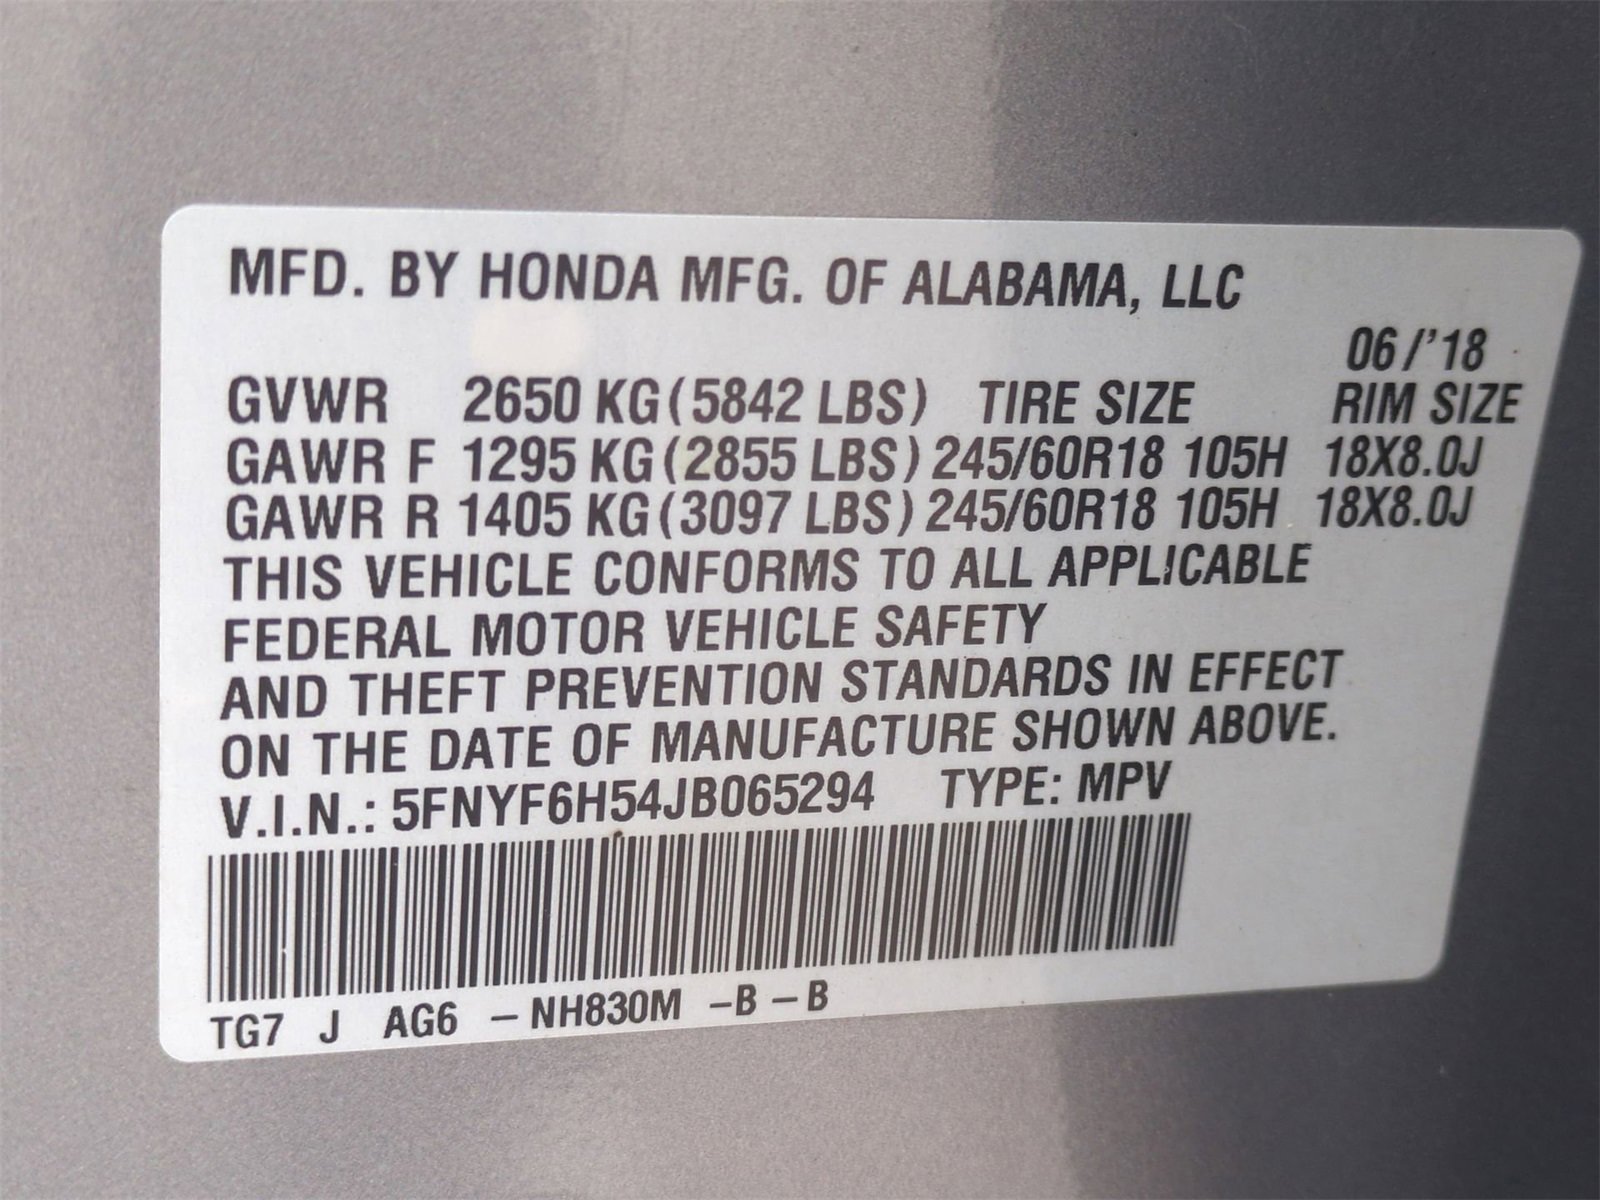 MFD. BY HONDA MFG. OF ALABAMA, LLC
06/'18
GVWR 2650 KG (5842 LBS) TIRE SIZE RIM SIZE
GAWR F 1295 KG (2855 LBS) 245/60R18 105H 18X8.0J
GAWR R 1405 KG (3097 LBS) 245/60R18 105H 18X8.0J
THIS VEHICLE CONFORMS TO ALL APPLICABLE
FEDERAL MOTOR VEHICLE SAFETY
AND THEFT PREVENTION STANDARDS IN EFFECT
ON THE DATE OF MANUFACTURE SHOWN ABOVE.
V.I.N.: 5FNYF6H54JB065294 TYPE: MPV
TG7 J AG6 – NH830M –B – B